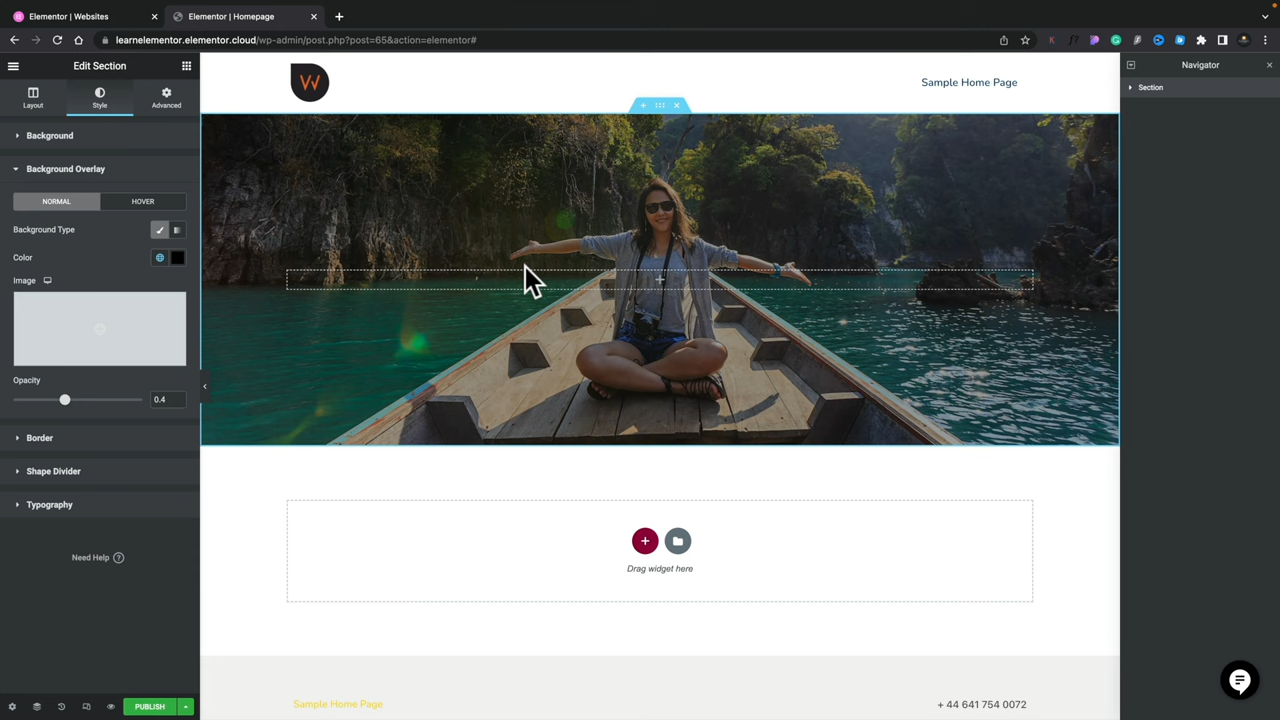 Elementor | Websites
Elementor | Homepage
learnelementor.elementor.cloud/wp-admin/post.php?post=65&action=elementor#
Edit Section
Layout
Style
Advanced
Background
Background Overlay
NORMAL
HOVER
Background Type
Color
Image
Opacity
0.4
Border
Shape Divider
Typography
Need Help ?
PUBLISH
W
Sample Home Page
Drag widget here
Sample Home Page
+ 44 641 754 0072
Navigator
Section